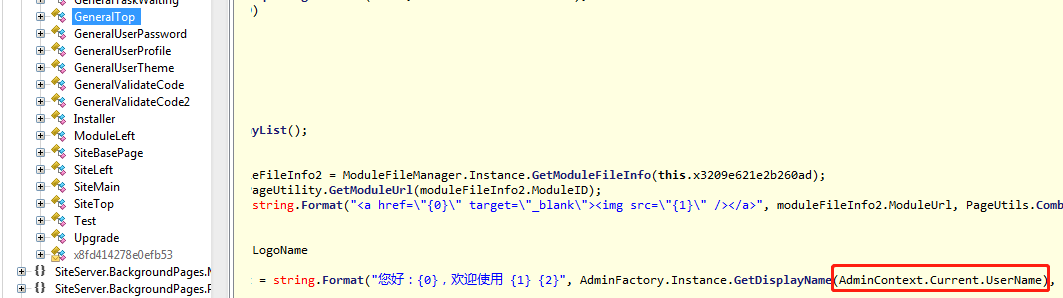 GeneralTaskWaiting
GeneralTop
GeneralUserPassword
GeneralUserProfile
GeneralUserTheme
GeneralValidateCode
GeneralValidateCode2
Installer
ModuleLeft
SiteBasePage
SiteLeft
SiteMain
SiteTop
Test
Upgrade
x8fd414278e0efb53
SiteServer.BackgroundPages.M
SiteServer.BackgroundPages.P
)
yList();
eFileInfo2 = ModuleFileManager.Instance.GetModuleFileInfo(this.x3209e621e2b260ad);
PageUtility.GetModuleUrl(moduleFileInfo2.ModuleID);
string.Format("<a href=\"{0}\" target=\"_blank\"><img src=\"{1}\" /></a>", moduleFileInfo2.ModuleUrl, PageUtils.Comb
LogoName
= string.Format("您好：{0}，欢迎使用 {1} {2}", AdminFactory.Instance.GetDisplayName(AdminContext.Current.UserName),